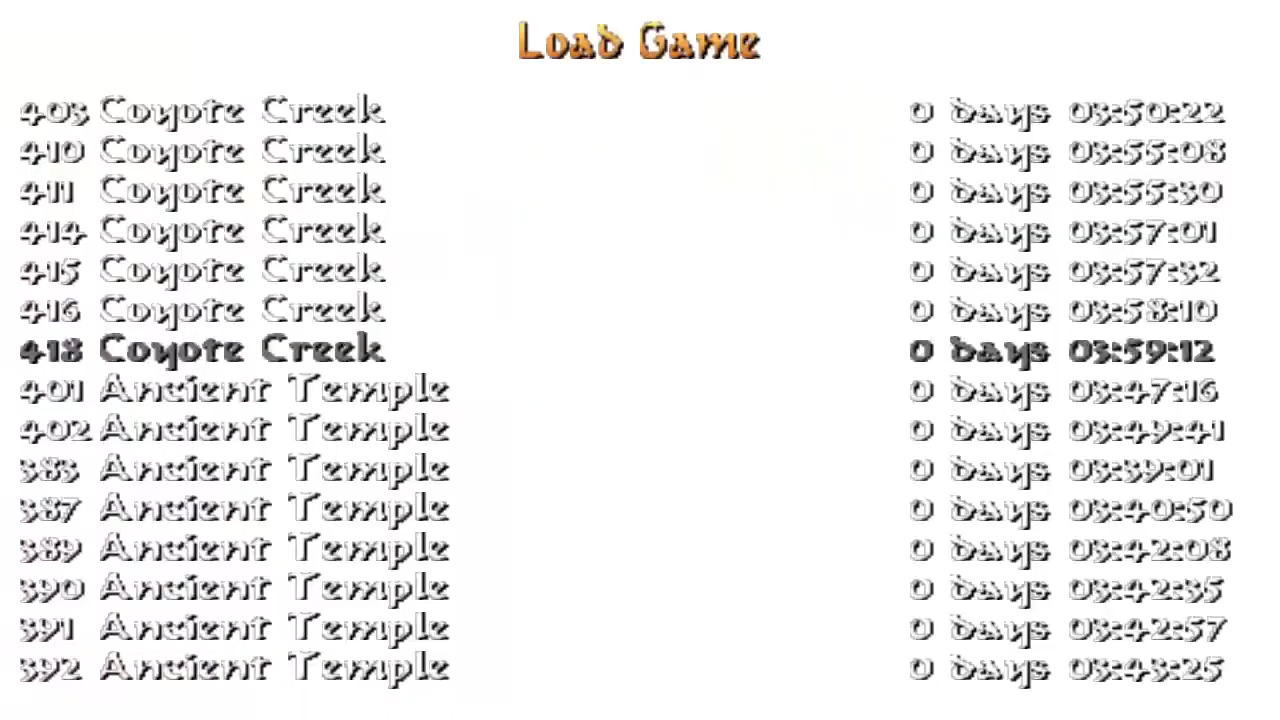 Load Game
403 Coyote Creek 0 days 03:50:22
410 Coyote Creek 0 days 03:55:08
411 Coyote Creek 0 days 03:55:30
414 Coyote Creek 0 days 03:57:01
415 Coyote Creek 0 days 03:57:32
416 Coyote Creek 0 days 03:58:10
418 Coyote Creek 0 days 03:59:12
401 Ancient Temple 0 days 03:47:16
402 Ancient Temple 0 days 03:49:41
383 Ancient Temple 0 days 03:39:01
387 Ancient Temple 0 days 03:40:50
389 Ancient Temple 0 days 03:42:08
390 Ancient Temple 0 days 03:42:35
391 Ancient Temple 0 days 03:42:57
392 Ancient Temple 0 days 03:43:25